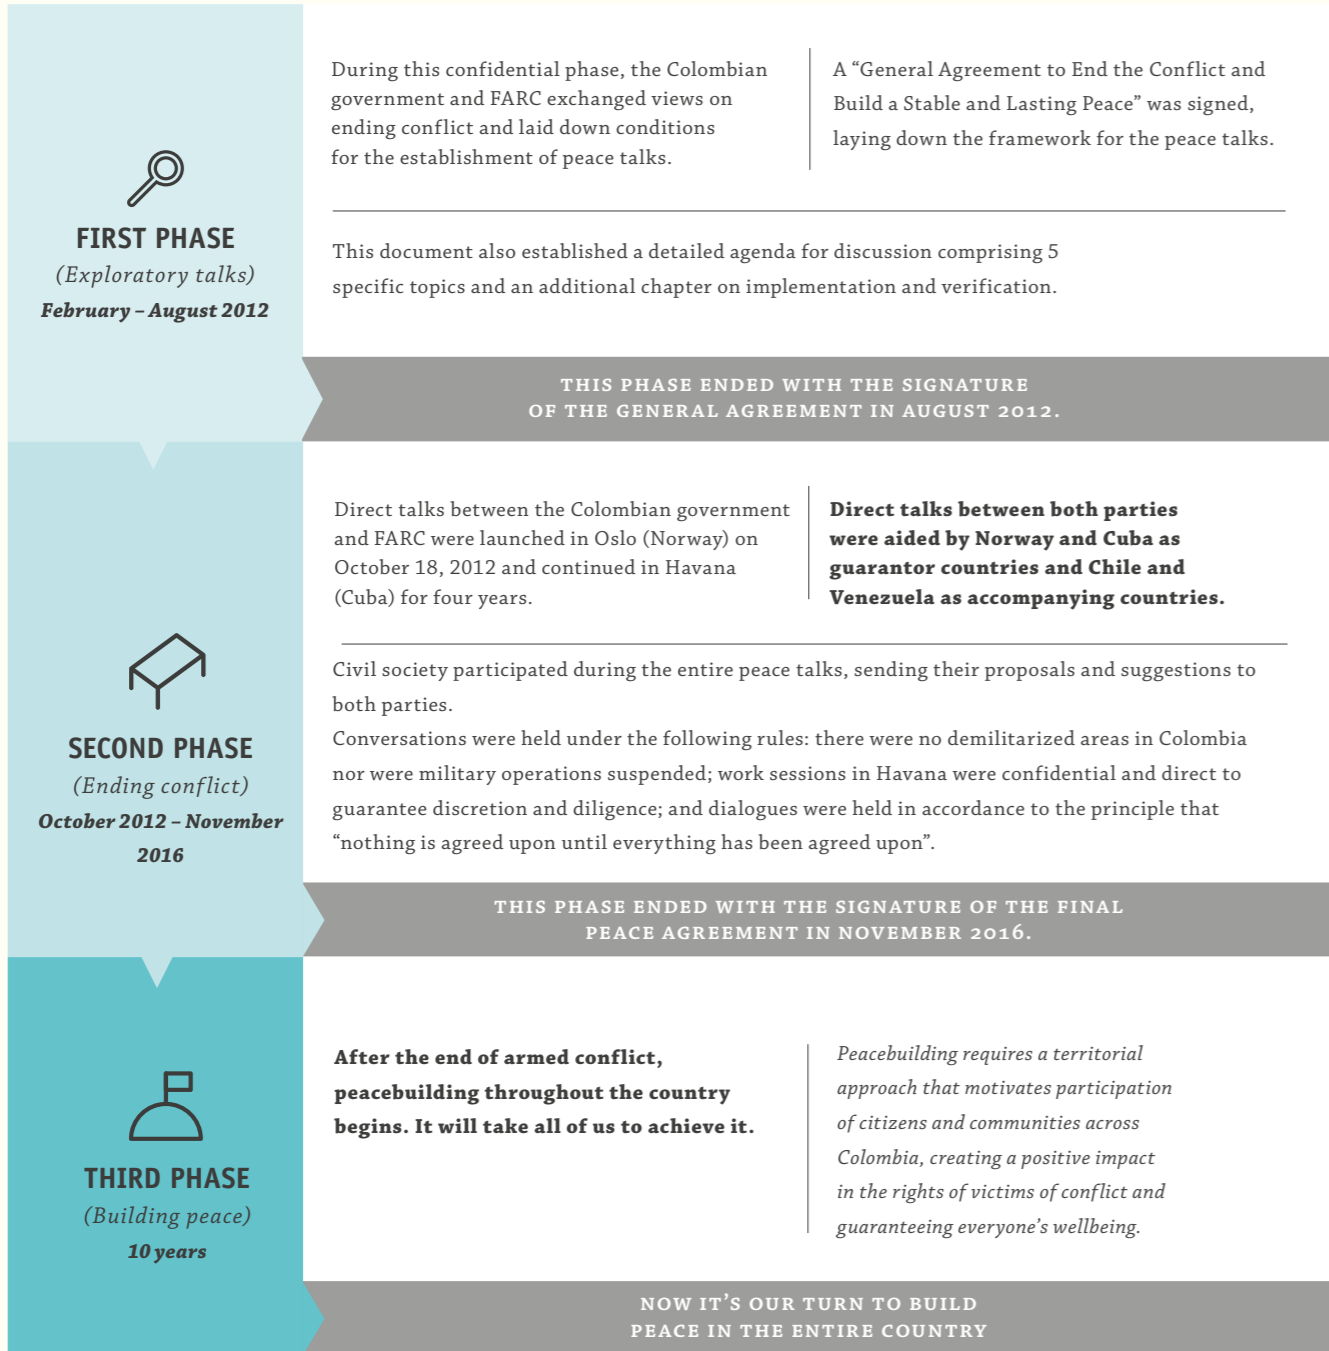 FIRST PHASE
(Exploratory talks)
February – August 2012
During this confidential phase, the Colombian
government and FARC exchanged views on
ending conflict and laid down conditions
for the establishment of peace talks.
A “General Agreement to End the Conflict and
Build a Stable and Lasting Peace” was signed,
laying down the framework for the peace talks.
This document also established a detailed agenda for discussion comprising 5
specific topics and an additional chapter on implementation and verification.
THIS PHASE ENDED WITH THE SIGNATURE
OF THE GENERAL AGREEMENT IN AUGUST 2012.
SECOND PHASE
(Ending conflict)
October 2012 – November
2016
Direct talks between the Colombian government
and FARC were launched in Oslo (Norway) on
October 18, 2012 and continued in Havana
(Cuba) for four years.
Direct talks between both parties
were aided by Norway and Cuba as
guarantor countries and Chile and
Venezuela as accompanying countries.
Civil society participated during the entire peace talks, sending their proposals and suggestions to
both parties.
Conversations were held under the following rules: there were no demilitarized areas in Colombia
nor were military operations suspended; work sessions in Havana were confidential and direct to
guarantee discretion and diligence; and dialogues were held in accordance to the principle that
“nothing is agreed upon until everything has been agreed upon”.
THIS PHASE ENDED WITH THE SIGNATURE OF THE FINAL
PEACE AGREEMENT IN NOVEMBER 2016.
THIRD PHASE
(Building peace)
10 years
After the end of armed conflict,
peacebuilding throughout the country
begins. It will take all of us to achieve it.
Peacebuilding requires a territorial
approach that motivates participation
of citizens and communities across
Colombia, creating a positive impact
in the rights of victims of conflict and
guaranteeing everyone’s wellbeing.
NOW IT’S OUR TURN TO BUILD
PEACE IN THE ENTIRE COUNTRY